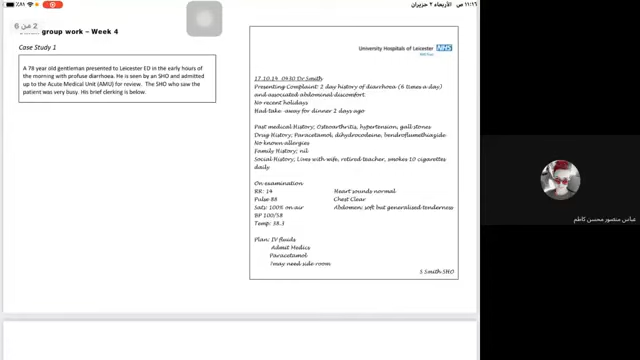 ١١:١٦ ص الأربعاء ٢ حزيران
٪٨١
2 من 6
group work – Week 4
Case Study 1
A 78 year old gentleman presented to Leicester ED in the early hours of
the morning with profuse diarrhoea. He is seen by an SHO and admitted
up to the Acute Medical Unit (AMU) for review. The SHO who saw the
patient was very busy. His brief clerking is below.
University Hospitals of Leicester NHS
NHS Trust
17.10.14 0430 Dr Smith
Presenting Complaint: 2 day history of diarrhoea (6 times a day)
and associated abdominal discomfort
No recent holidays
Had take away for dinner 2 days ago
Past medical History; Osteoarthritis, hypertension, gall stones
Drug History; Paracetamol, dihydrocodeine, bendroflumethiazide
No known allergies
Family History; nil
Social History; Lives with wife, retired teacher, smokes 10 cigarettes
daily
On examination
RR: 14 Heart sounds normal
Pulse 88 Chest Clear
Sats: 100% on air Abdomen: soft but generalised tenderness
BP 100/58
Temp: 38.3
Plan: IV fluids
Admit Medics
Paracetamol
?may need side room
S Smith SHO
عباس منصور محسن كاظم